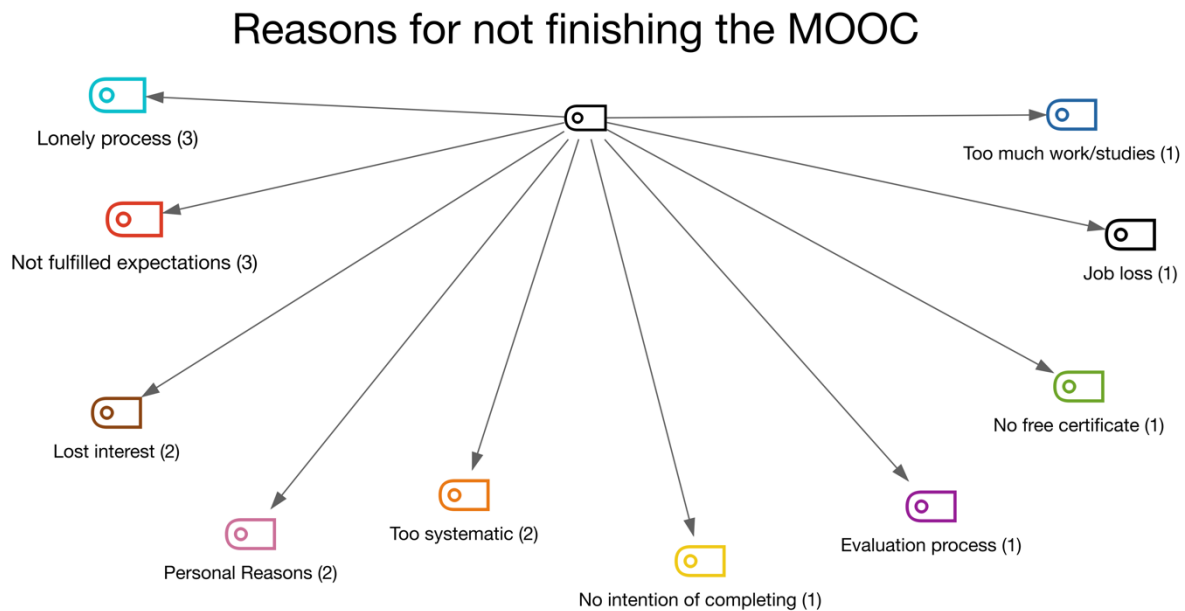 Reasons for not finishing the MOOC
Lonely process (3)
Too much work/studies (1)
Not fulfilled expectations (3)
Job loss (1)
Lost interest (2)
No free certificate (1)
Too systematic (2)
Evaluation process (1)
Personal Reasons (2)
No intention of completing (1)